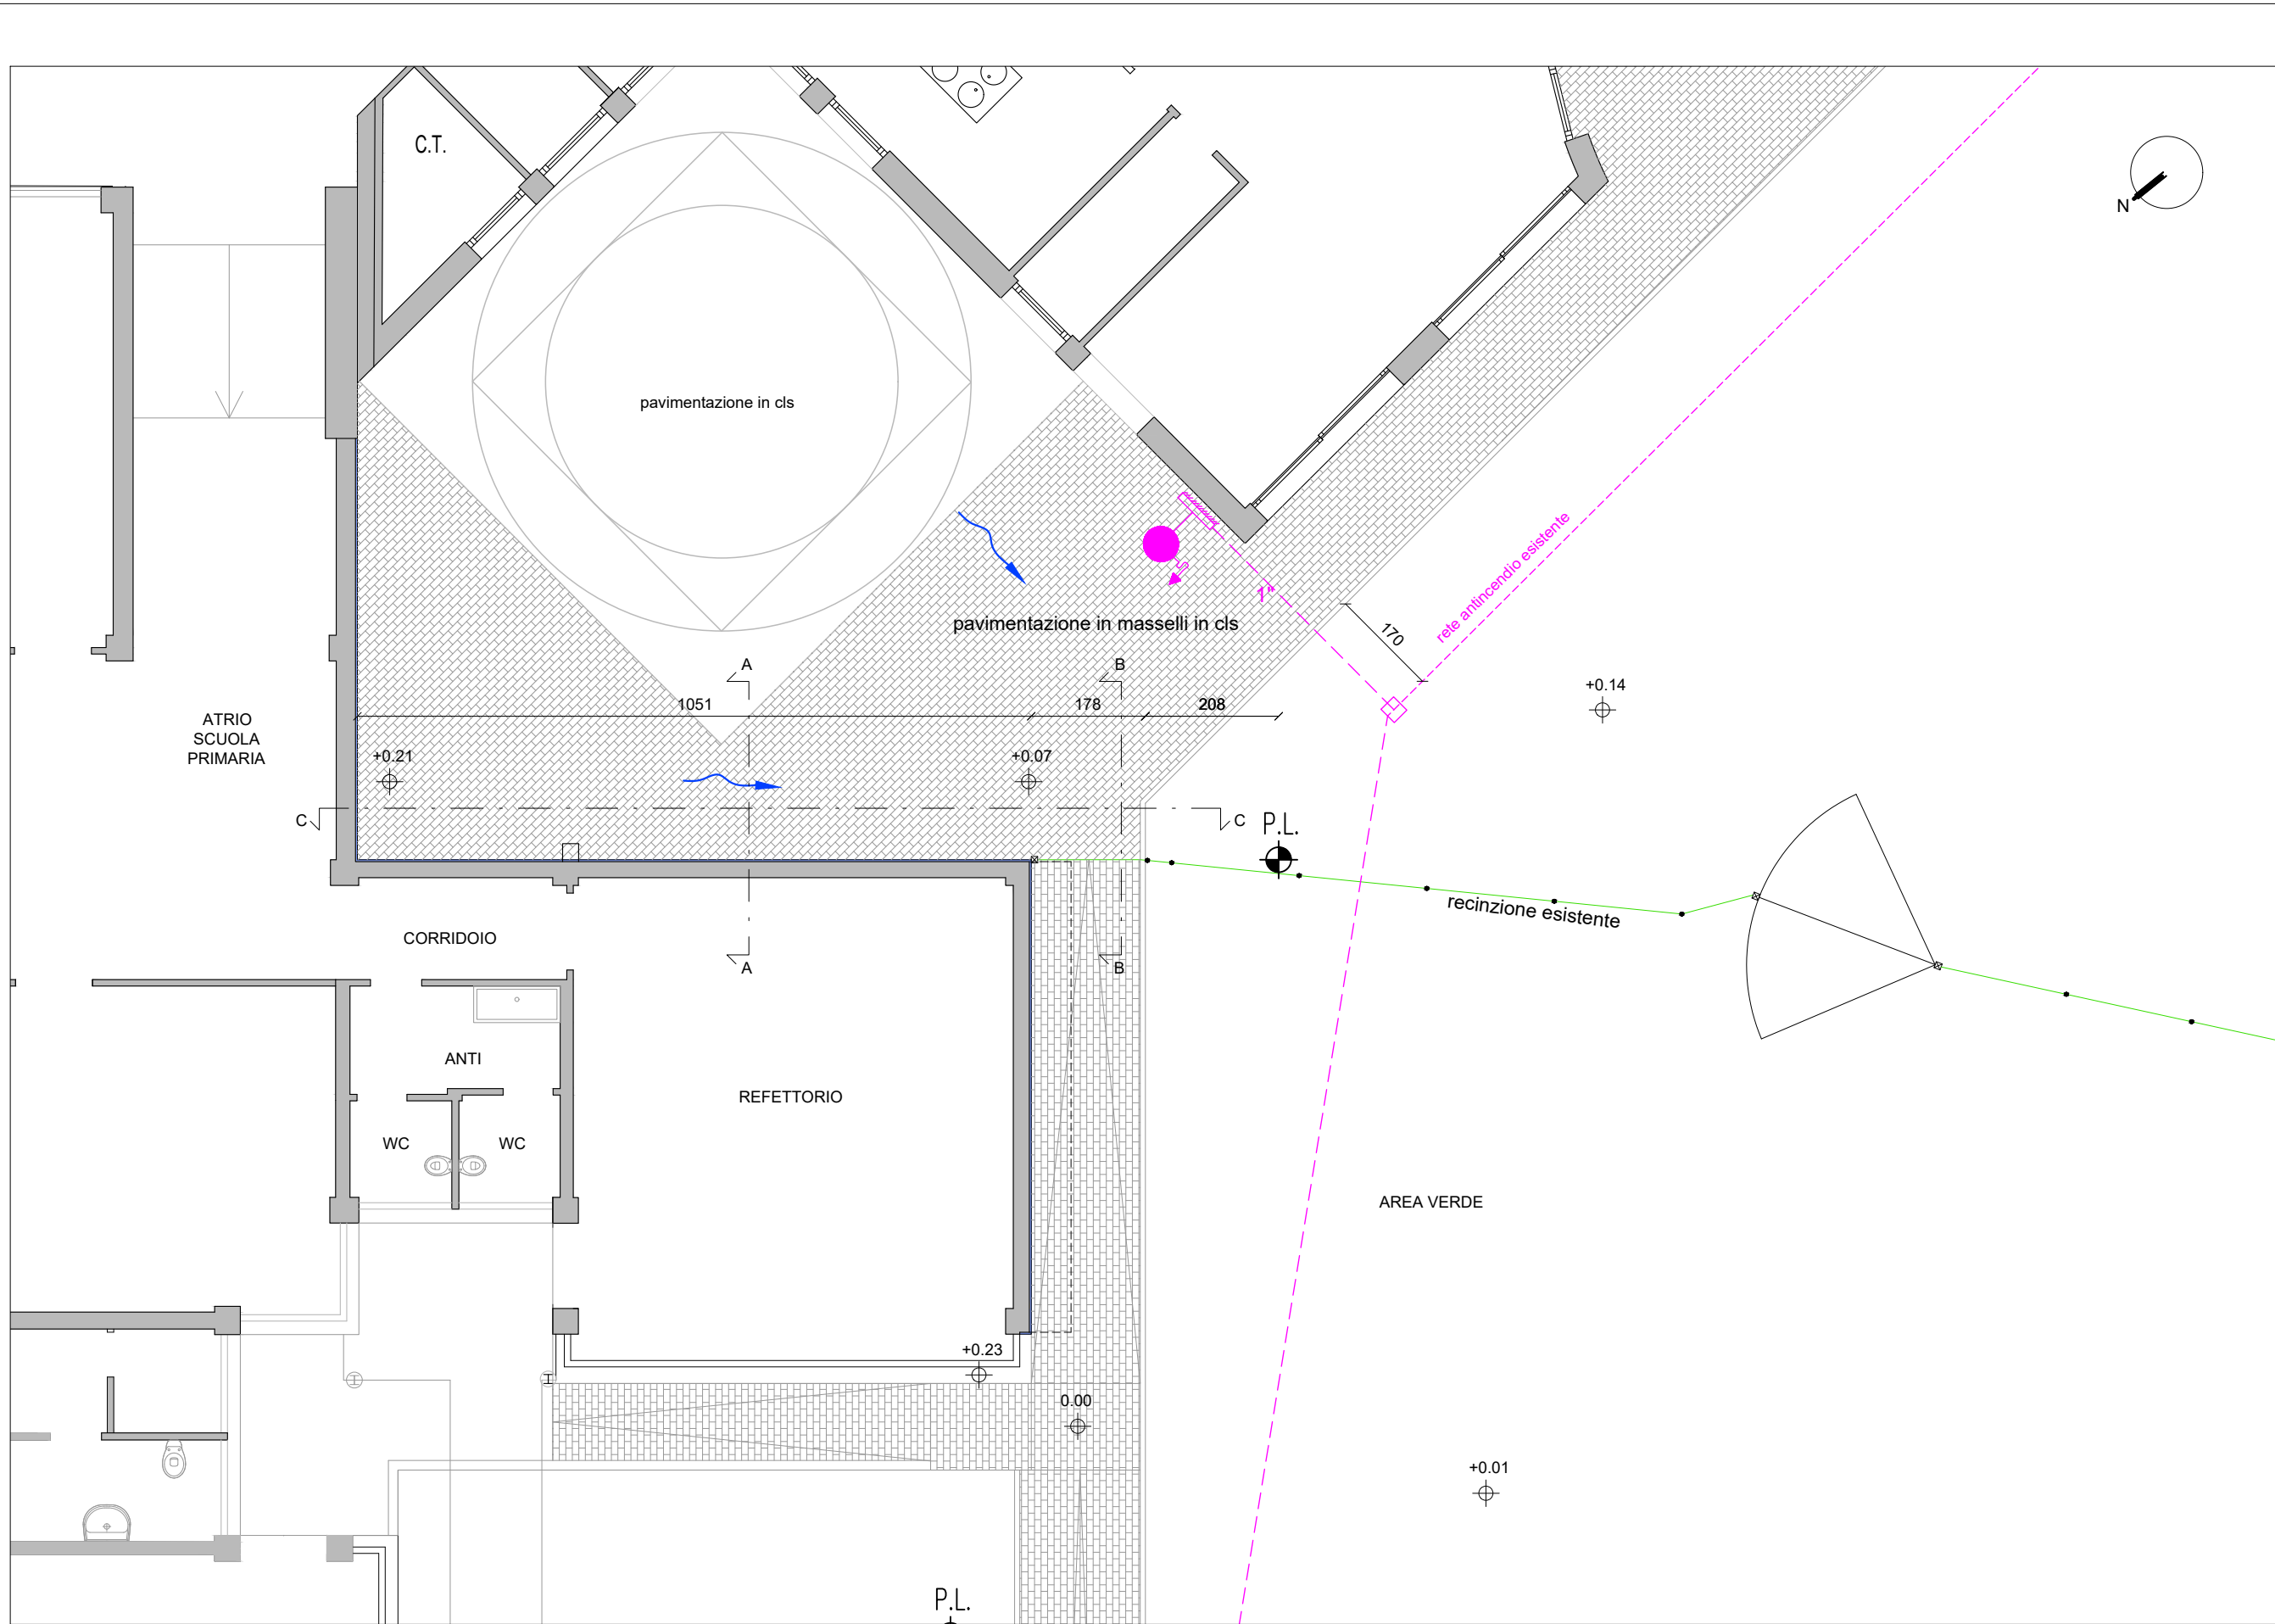 C.T.
N
pavimentazione in cls
rete antincendio esistente
1"
pavimentazione in masselli in cls
170
A
B
1051
178
208
+0.14
ATRIO
SCUOLA
PRIMARIA
+0.21
+0.07
C
C
P.L.
recinzione esistente
CORRIDOIO
A
B
ANTI
REFETTORIO
WC
WC
AREA VERDE
+0.23
0.00
+0.01
P.L.